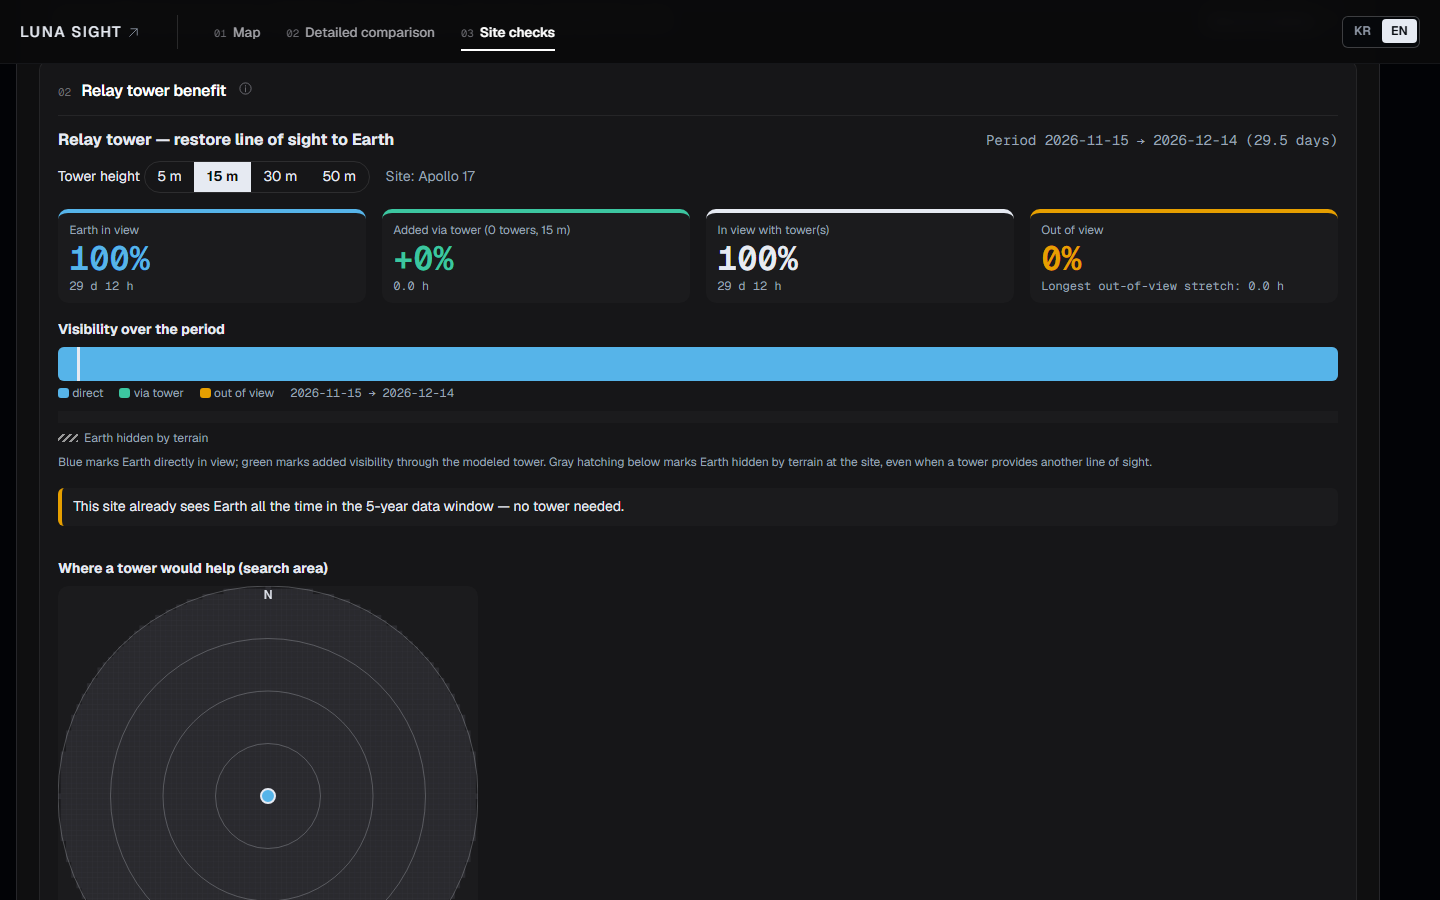 LUNA SIGHT ↗ 01 Map 02 Detailed comparison 03 Site checks KR EN
02 Relay tower benefit ⓘ
Relay tower — restore line of sight to Earth Period 2026-11-15 → 2026-12-14 (29.5 days)
Tower height 5 m 15 m 30 m 50 m Site: Apollo 17
Earth in view Added via tower (0 towers, 15 m) In view with tower(s) Out of view
100% +0% 100% 0%
29 d 12 h 0.0 h 29 d 12 h Longest out-of-view stretch: 0.0 h
Visibility over the period
direct via tower out of view 2026-11-15 → 2026-12-14
Earth hidden by terrain
Blue marks Earth directly in view; green marks added visibility through the modeled tower. Gray hatching below marks Earth hidden by terrain at the site, even when a tower provides another line of sight.
This site already sees Earth all the time in the 5-year data window — no tower needed.
Where a tower would help (search area)
N